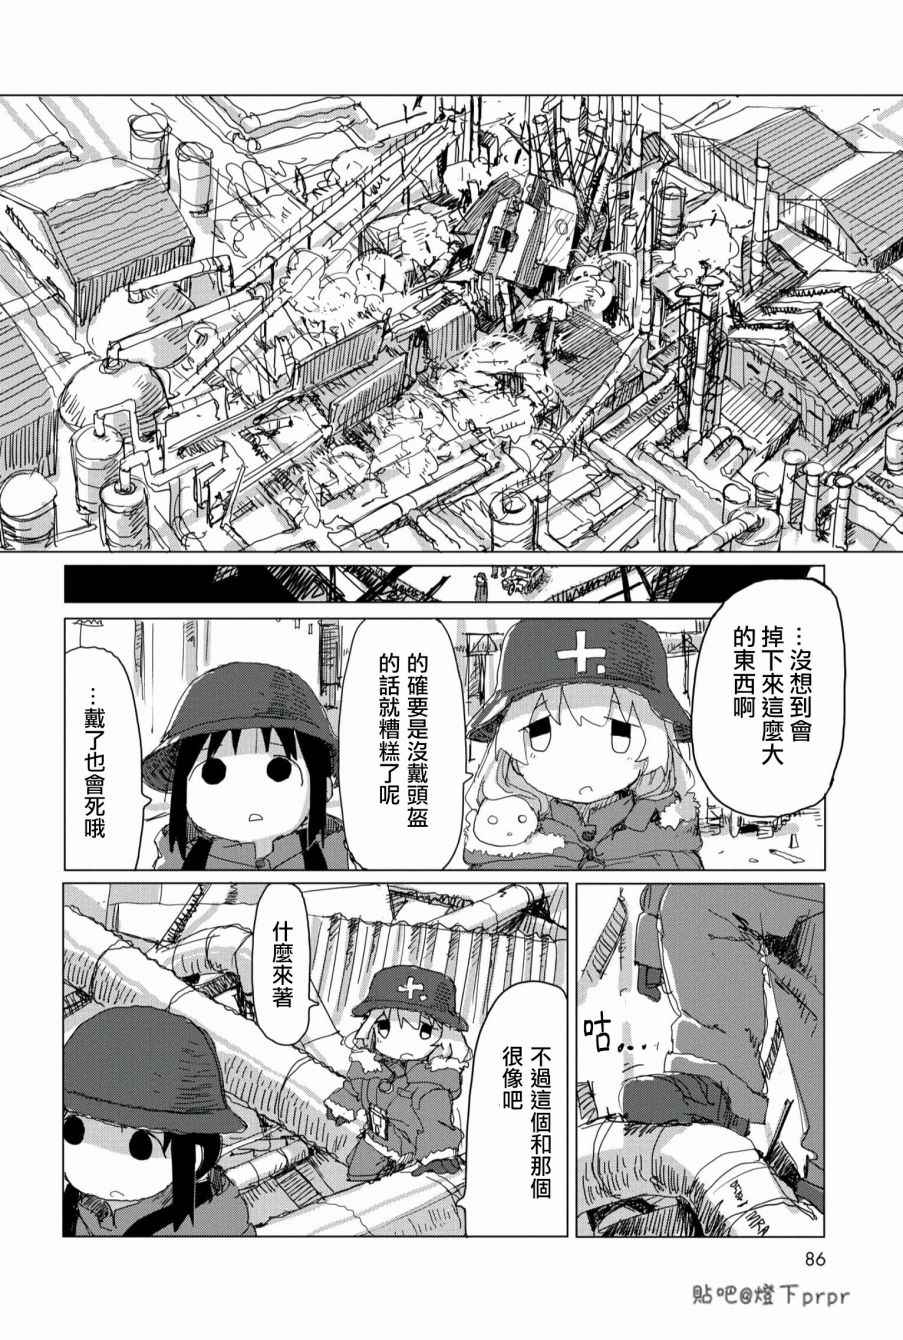 …沒想到會
掉下來這麼大
的東西啊
的確要是沒戴頭盔
的話就糟糕了呢
…戴了也會死哦
咕……
不過這個和那個
很像吧
什麼來著
86
貼吧@燈下prpr